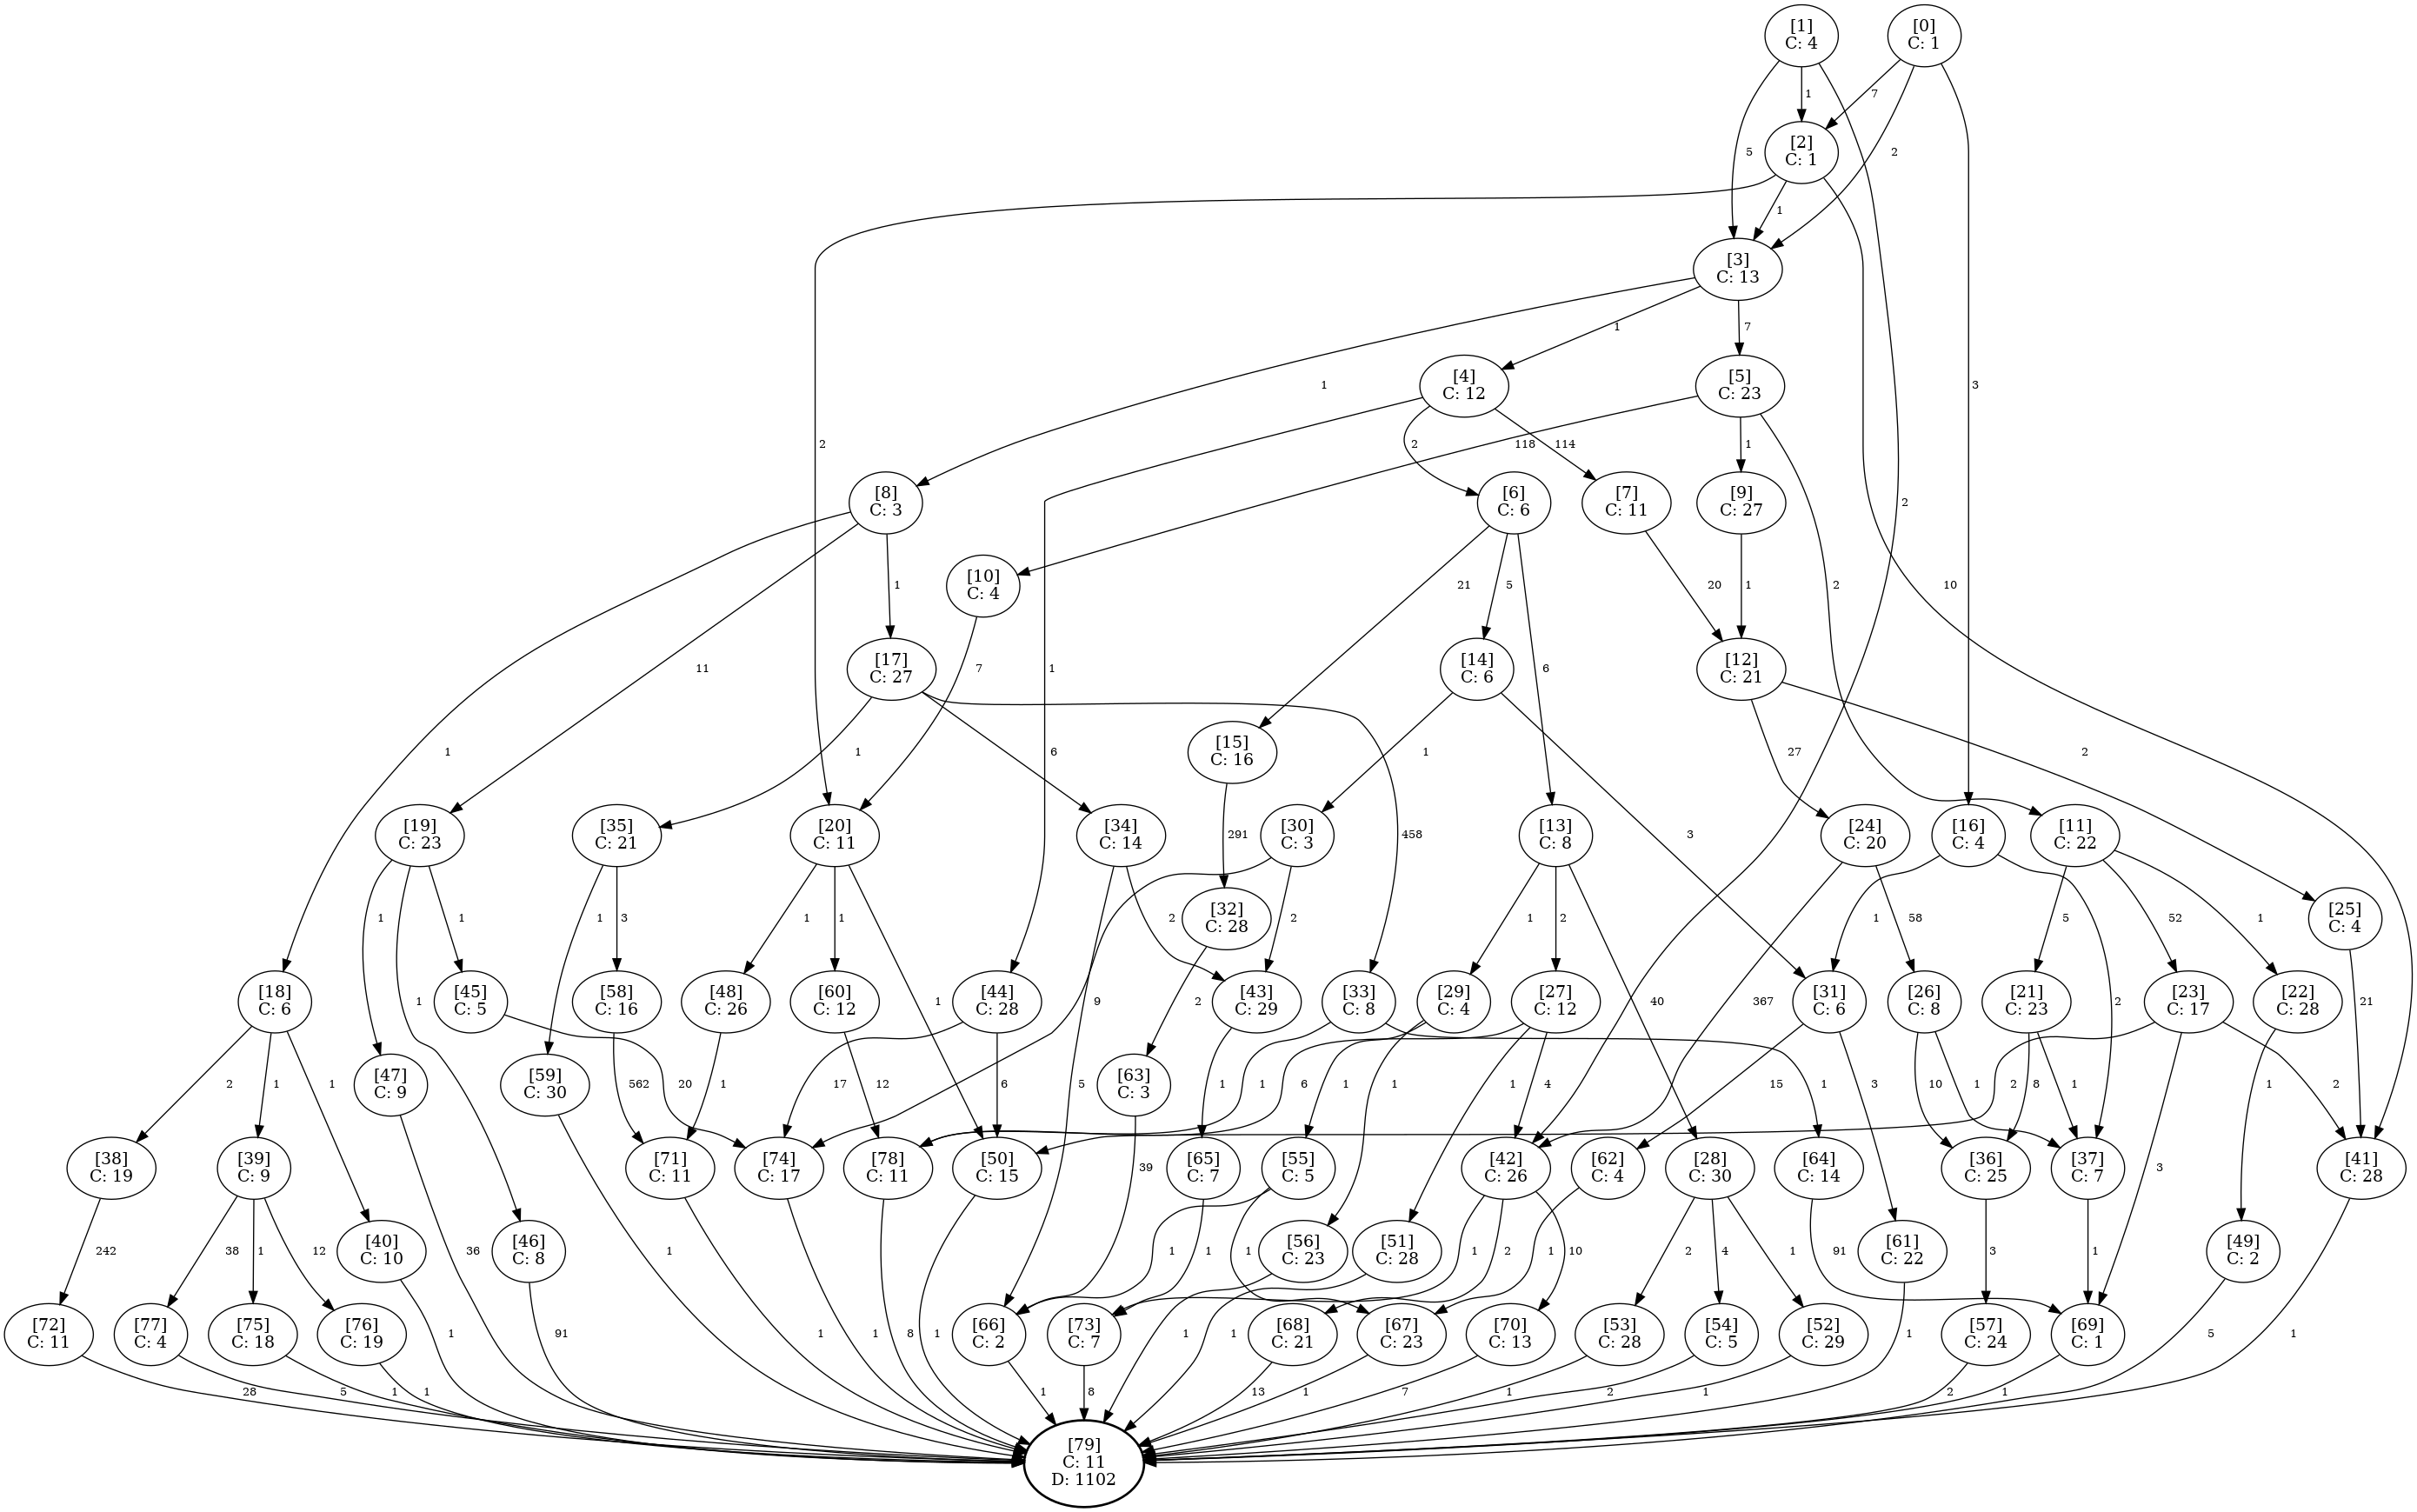 [1]
C: 4
[0]
C: 1
1
7
5
2
[2]
C: 1
1
[3]
C: 13
3
1
1
7
[4]
C: 12
[5]
C: 23
2
2
114
118
1
[8]
C: 3
[6]
C: 6
[7]
C: 11
[9]
C: 27
2
10
[10]
C: 4
1
21
5
20
1
2
11
7
1
6
[17]
C: 27
[14]
C: 6
[12]
C: 21
1
1
6
[15]
C: 16
1
27
2
[19]
C: 23
[35]
C: 21
[20]
C: 11
[34]
C: 14
458
291
[30]
C: 3
[13]
C: 8
3
[24]
C: 20
[16]
C: 4
[11]
C: 22
1
1
1
1
3
1
1
1
2
2
[32]
C: 28
1
2
367
58
1
5
52
1
[25]
C: 4
[18]
C: 6
[45]
C: 5
[58]
C: 16
[48]
C: 26
[60]
C: 12
[44]
C: 28
9
2
[43]
C: 29
[33]
C: 8
[29]
C: 4
[27]
C: 12
40
[31]
C: 6
[26]
C: 8
[21]
C: 23
2
[23]
C: 17
[22]
C: 28
21
2
1
1
[47]
C: 9
[59]
C: 30
20
562
1
12
17
6
5
[63]
C: 3
1
1
6
1
1
1
4
1
15
3
10
1
8
1
2
2
1
[38]
C: 19
[39]
C: 9
[71]
C: 11
[74]
C: 17
[78]
C: 11
[50]
C: 15
39
[65]
C: 7
[55]
C: 5
[42]
C: 26
[62]
C: 4
[28]
C: 30
[64]
C: 14
[36]
C: 25
[37]
C: 7
3
[41]
C: 28
242
38
1
12
[40]
C: 10
36
[46]
C: 8
1
1
1
1
[56]
C: 23
[51]
C: 28
1
2
10
1
2
4
1
91
[61]
C: 22
3
1
[49]
C: 2
[72]
C: 11
[77]
C: 4
[75]
C: 18
[76]
C: 19
1
91
1
1
8
1
[66]
C: 2
[73]
C: 7
1
[68]
C: 21
1
[67]
C: 23
[70]
C: 13
[53]
C: 28
[54]
C: 5
[52]
C: 29
1
[57]
C: 24
[69]
C: 1
5
1
28
5
1
1
1
8
13
1
7
1
2
1
2
1
[79]
C: 11
D: 1102